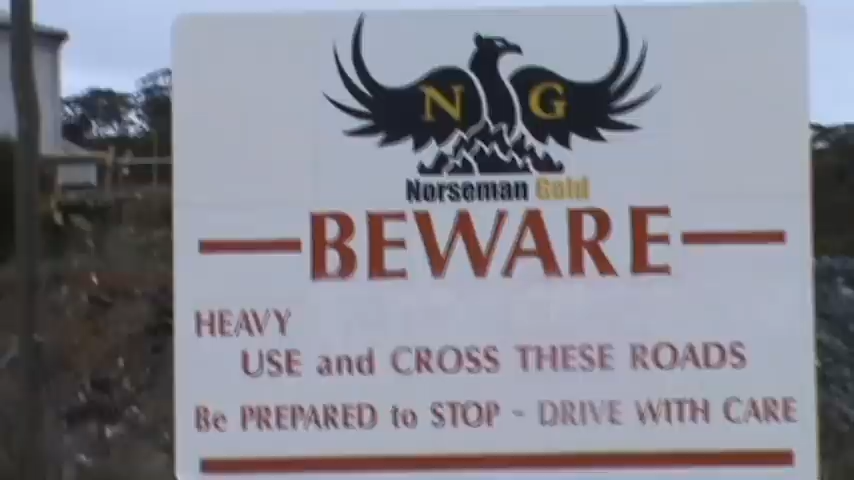 N G
Norseman Gold
BEWARE
HEAVY
USE and CROSS THESE ROADS
Be PREPARED to STOP - DRIVE WITH CARE